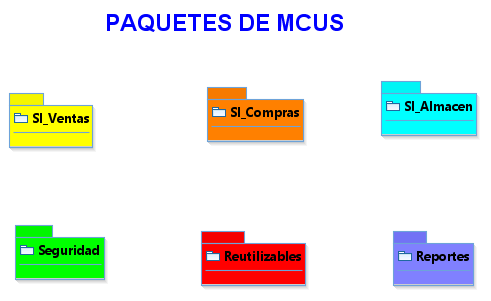 PAQUETES DE MCUS
SI_Ventas
SI_Compras
SI_Almacen
Seguridad
Reutilizables
Reportes